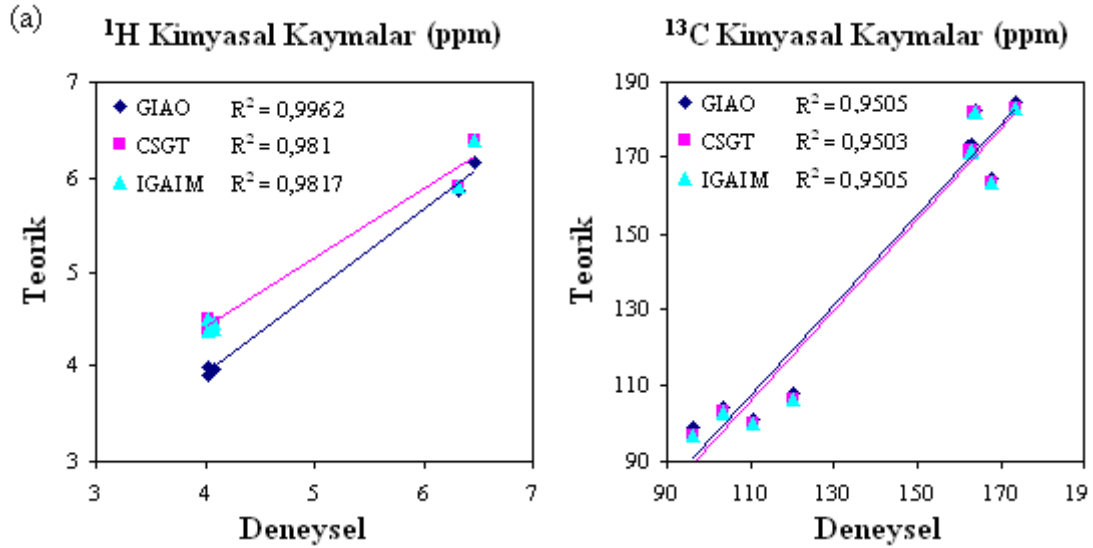 (a)
¹H Kimyasal Kaymalar (ppm)
7
6
5
4
3
GIAO R² = 0,9962
CSGT R² = 0,981
IGAIM R² = 0,9817
3 4 5 6 7
Teorik
Deneysel
¹³C Kimyasal Kaymalar (ppm)
190
170
150
130
110
90
GIAO R² = 0,9505
CSGT R² = 0,9503
IGAIM R² = 0,9505
90 110 130 150 170 19
Teorik
Deneysel